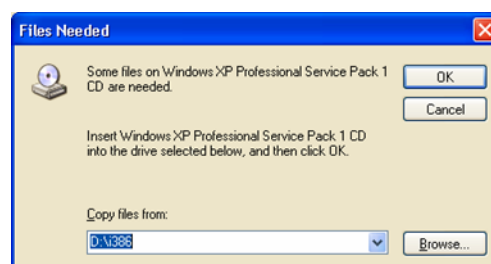 Files Needed
Some files on Windows XP Professional Service Pack 1
CD are needed.
OK
Cancel
Insert Windows XP Professional Service Pack 1 CD
into the drive selected below, and then click OK.
Copy files from:
D:\i386
Browse...